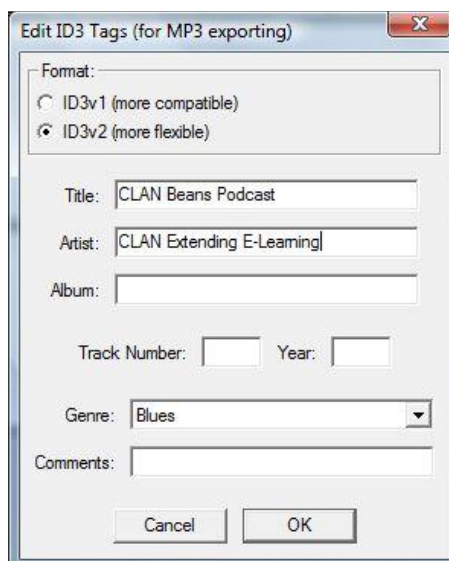 Edit ID3 Tags (for MP3 exporting)
Format:
ID3v1 (more compatible)
ID3v2 (more flexible)
Title: CLAN Beans Podcast
Artist: CLAN Extending E-Learning
Album:
Track Number: Year:
Genre: Blues
Comments:
Cancel OK